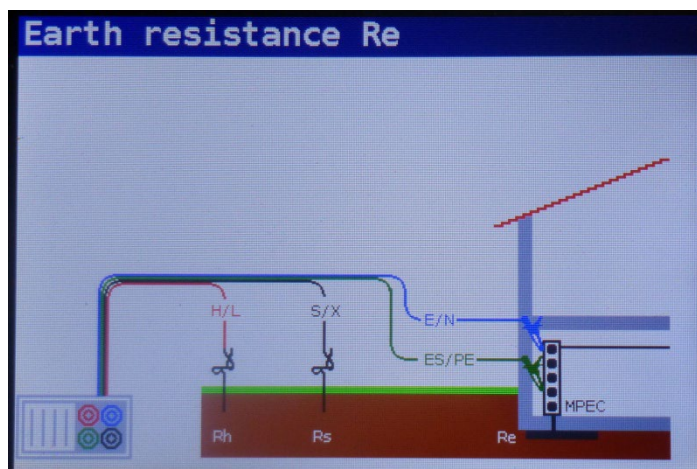 Earth resistance Re
H/L
S/X
E/N
ES/PE
MPEC
Rh
Rs
Re